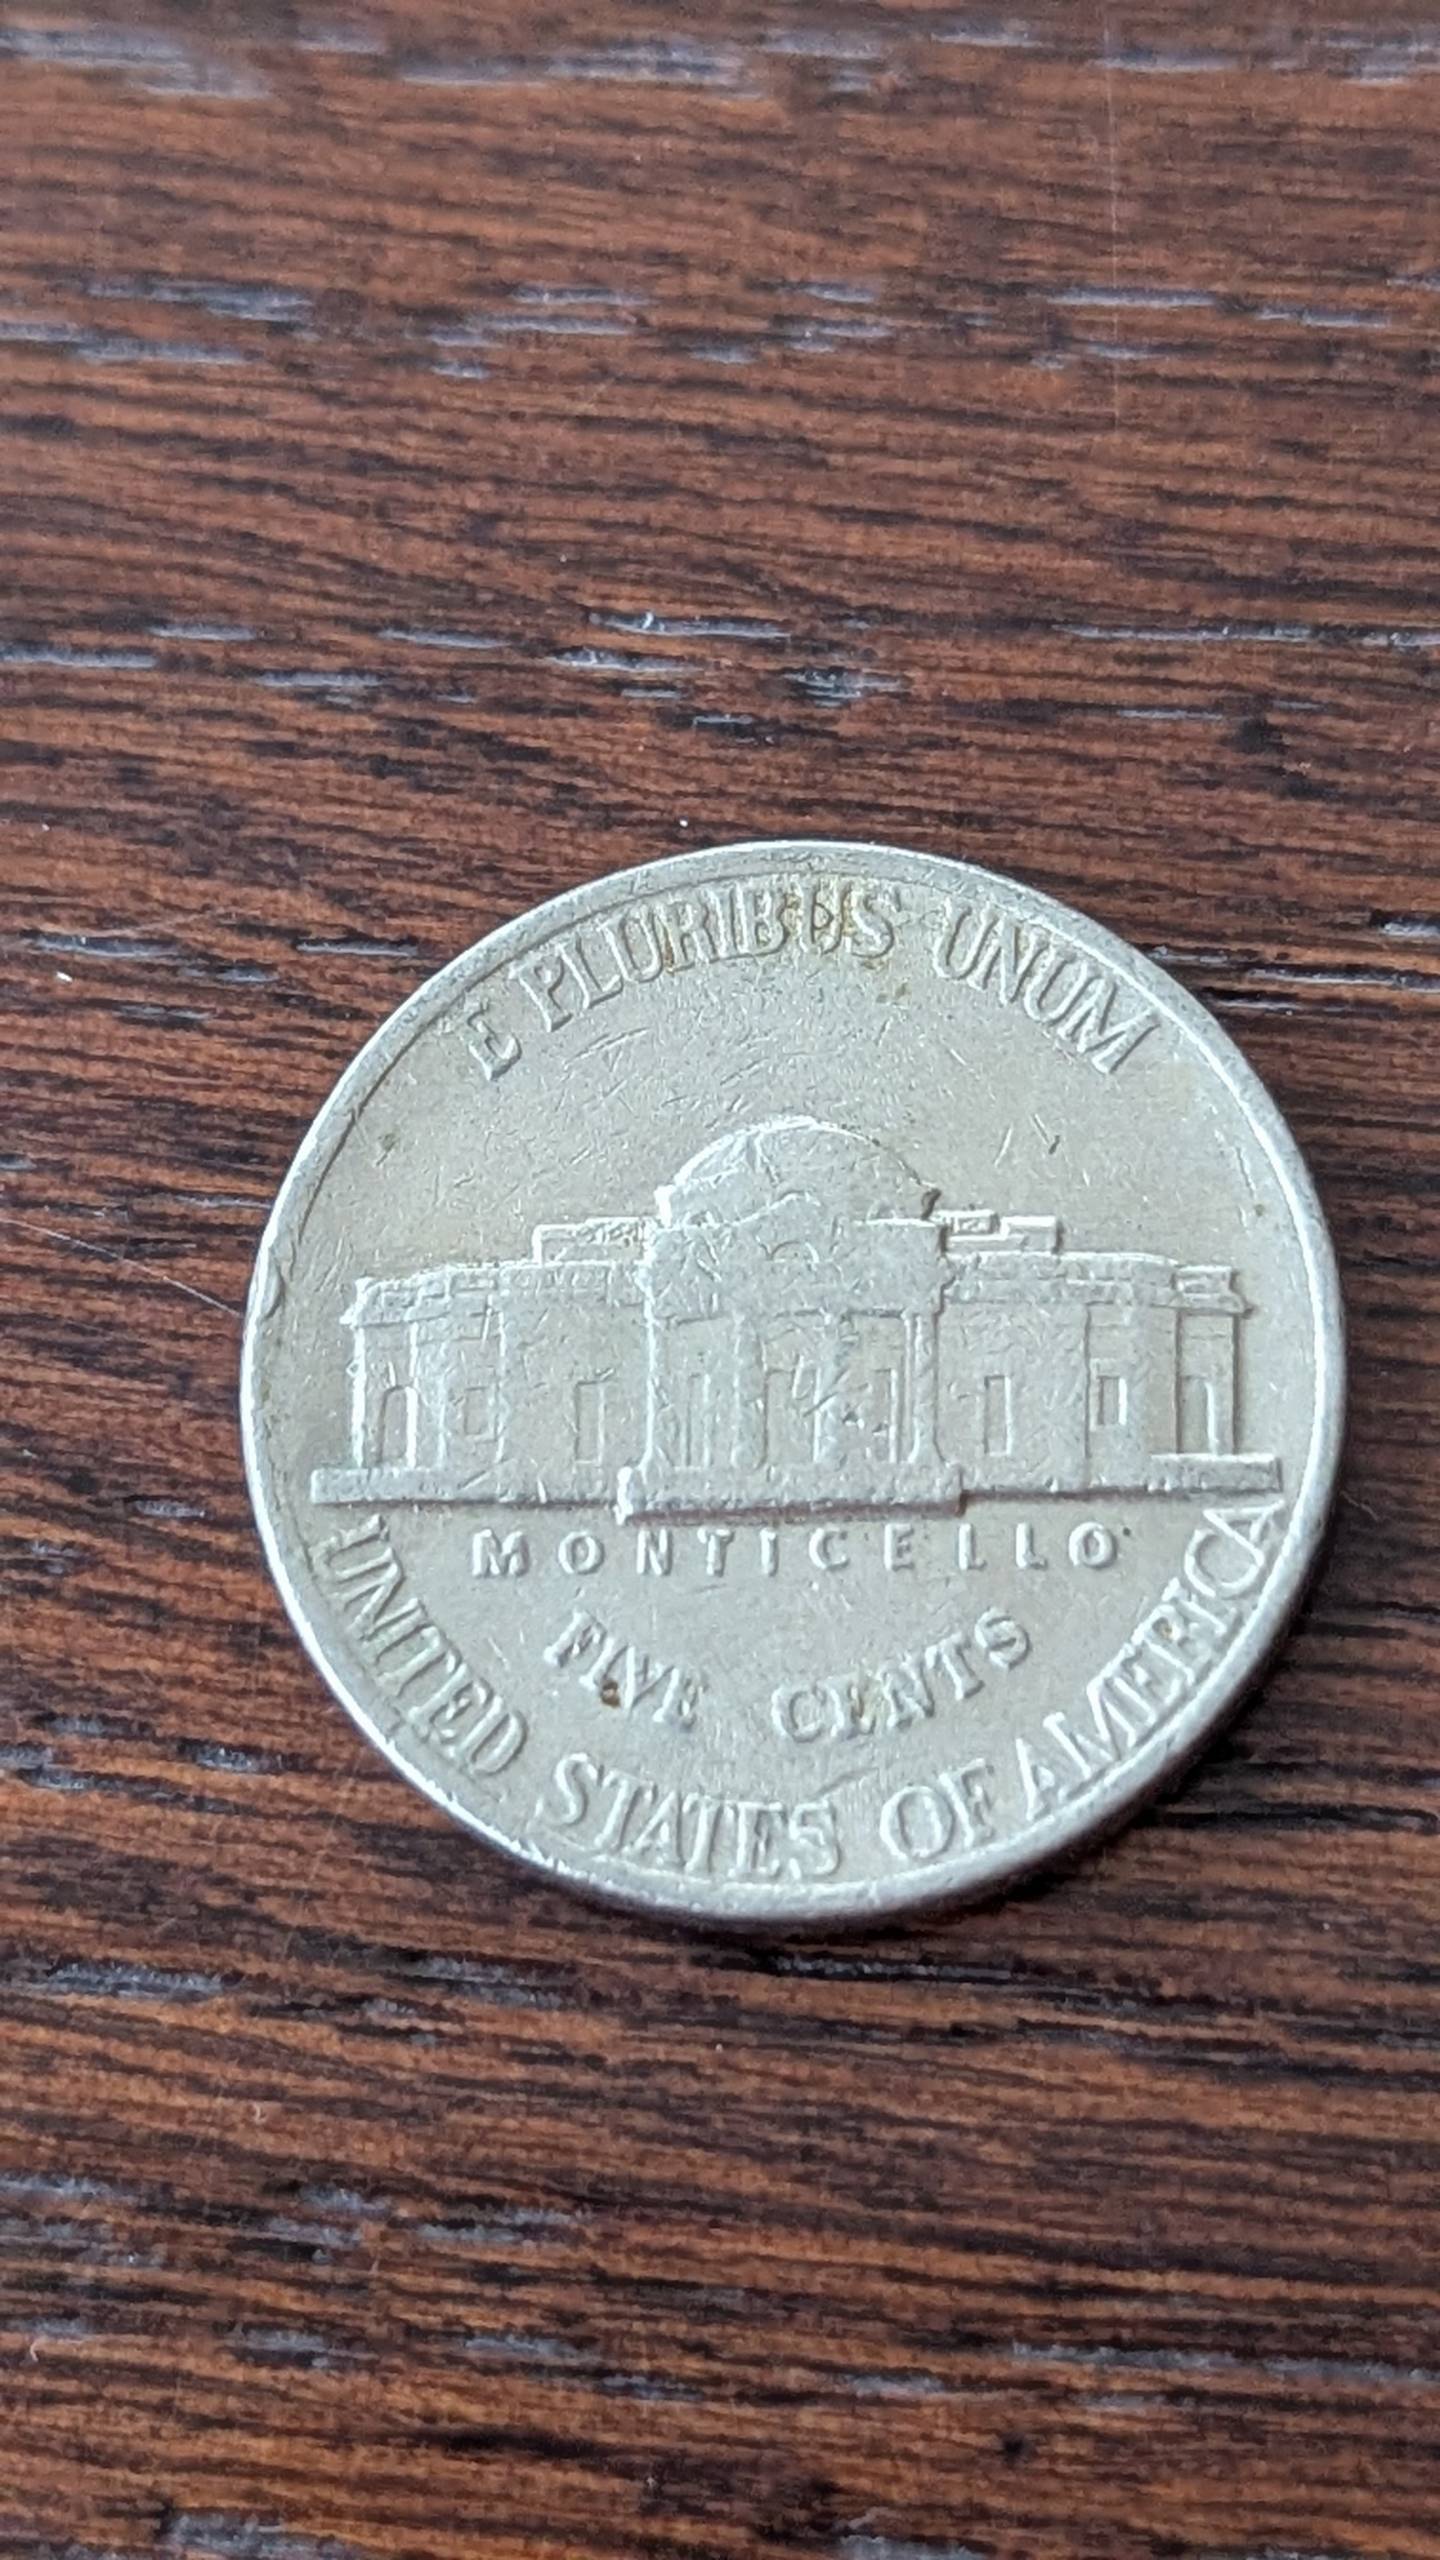 E PLURIBUS UNUM
MONTICELLO
FIVE CENTS
UNITED STATES OF AMERICA